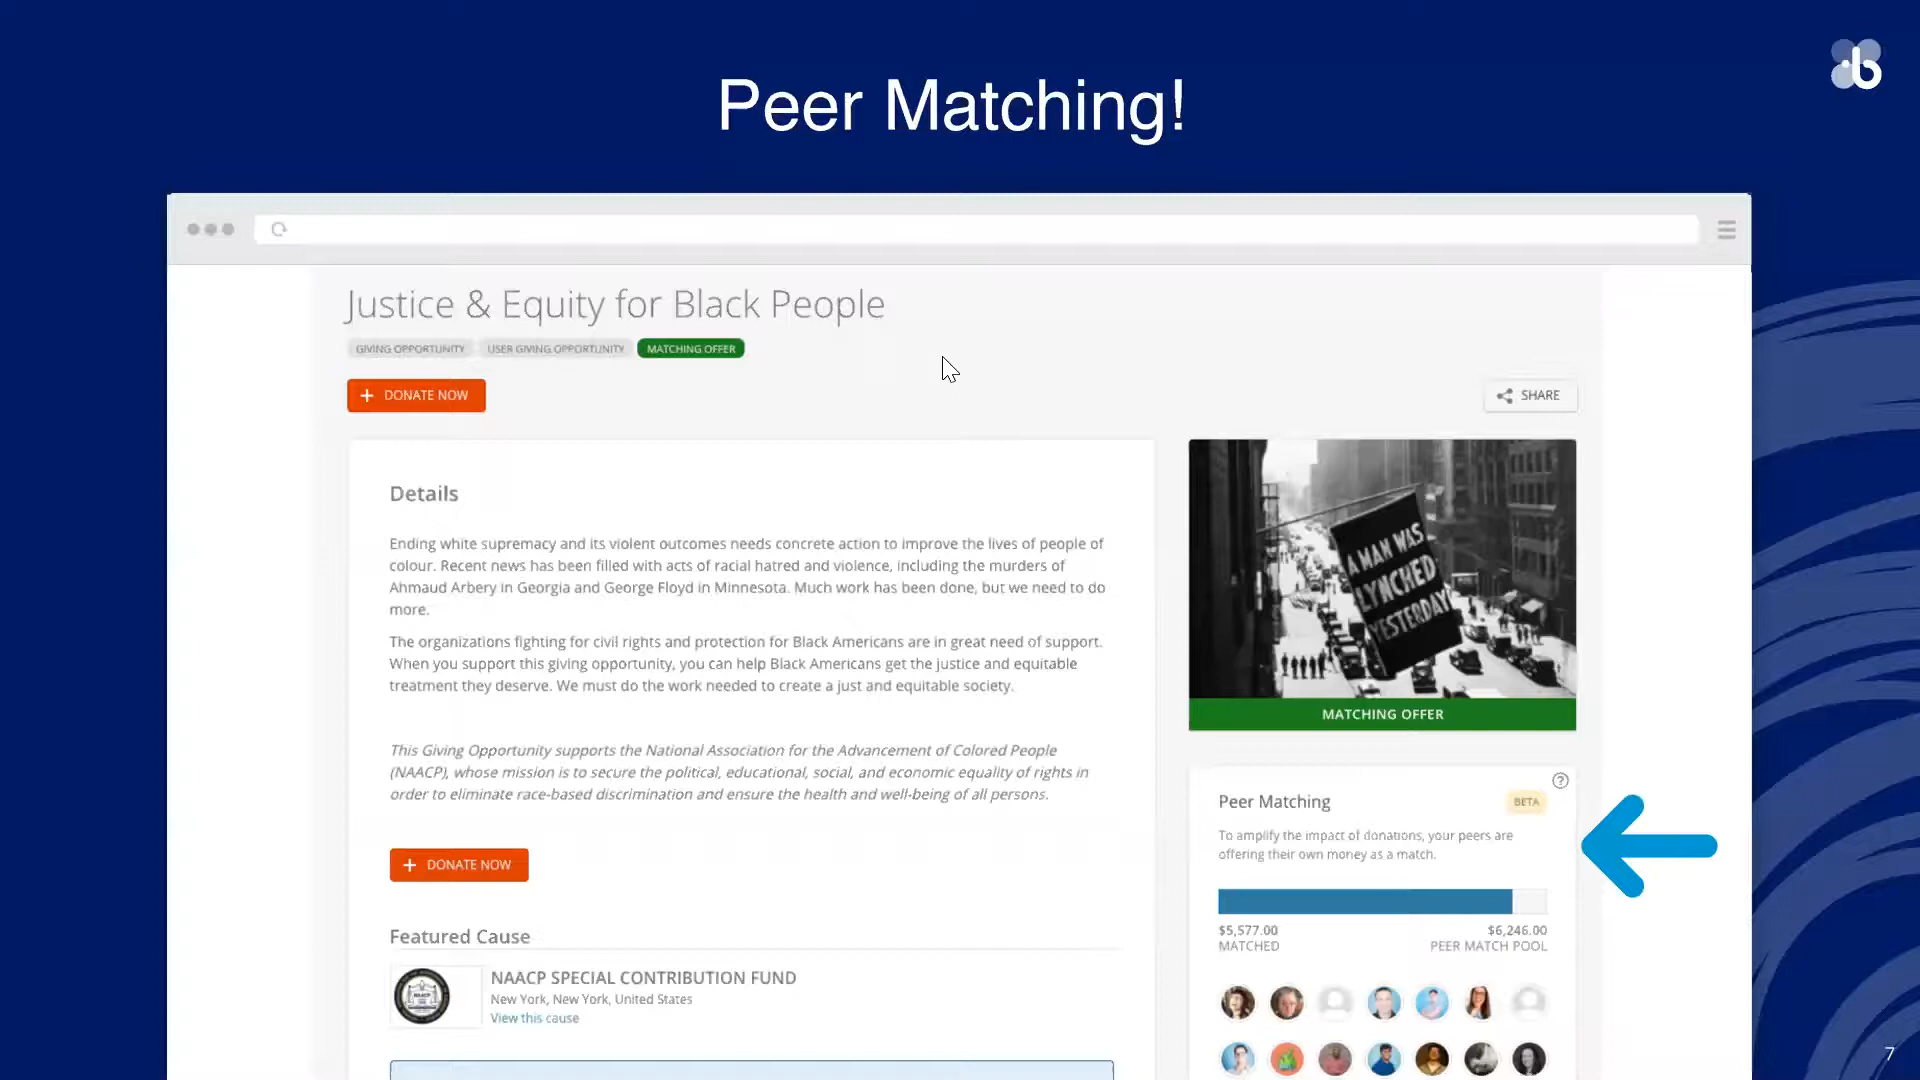 Peer Matching!
Justice & Equity for Black People
GIVING OPPORTUNITY
USER GIVING OPPORTUNITY
MATCHING OFFER
+ DONATE NOW
SHARE
Details
Ending white supremacy and its violent outcomes needs concrete action to improve the lives of people of
colour. Recent news has been filled with acts of racial hatred and violence, including the murders of
Ahmaud Arbery in Georgia and George Floyd in Minnesota. Much work has been done, but we need to do
more.
The organizations fighting for civil rights and protection for Black Americans are in great need of support.
When you support this giving opportunity, you can help Black Americans get the justice and equitable
treatment they deserve. We must do the work needed to create a just and equitable society.
This Giving Opportunity supports the National Association for the Advancement of Colored People
(NAACP), whose mission is to secure the political, educational, social, and economic equality of rights in
order to eliminate race-based discrimination and ensure the health and well-being of all persons.
+ DONATE NOW
Featured Cause
NAACP
NAACP SPECIAL CONTRIBUTION FUND
New York, New York, United States
View this cause
A MAN WAS
LYNCHED
YESTERDAY
MATCHING OFFER
?
Peer Matching
BETA
To amplify the impact of donations, your peers are
offering their own money as a match.
$5,577.00
MATCHED
$6,246.00
PEER MATCH POOL
b
7